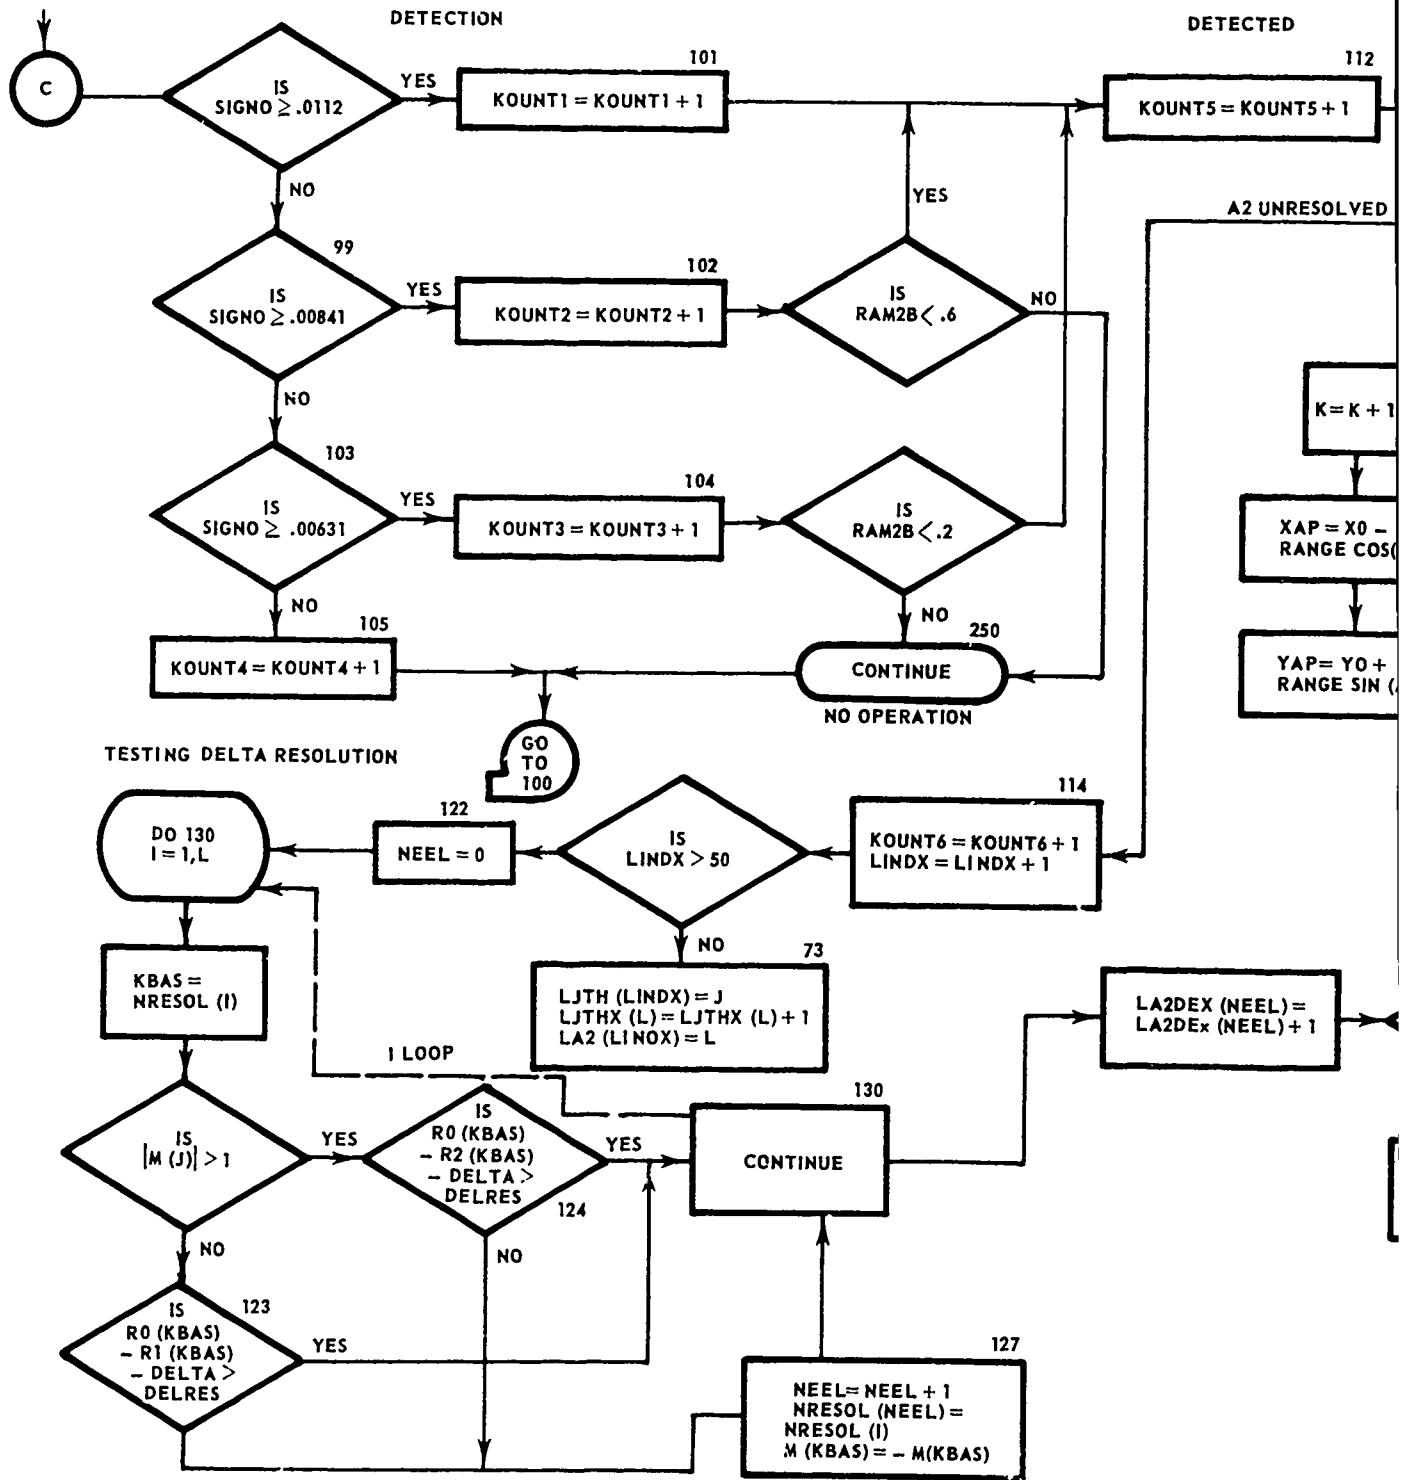 DETECTION
DETECTED
C
IS
SIGNO ≥ .0112
YES
101
KOUNT1 = KOUNT1 + 1
112
KOUNT5 = KOUNT5 + 1
NO
YES
A2 UNRESOLVED
99
IS
SIGNO ≥ .00841
YES
102
KOUNT2 = KOUNT2 + 1
IS
RAM2B < .6
NO
NO
K = K + 1
103
IS
SIGNO ≥ .00631
YES
104
KOUNT3 = KOUNT3 + 1
IS
RAM2B < .2
XAP = X0 –
RANGE COS(
NO
NO
105
KOUNT4 = KOUNT4 + 1
250
CONTINUE
NO OPERATION
YAP = Y0 +
RANGE SIN (
GO
TO
100
TESTING DELTA RESOLUTION
DO 130
I = 1, L
122
NEEL = 0
IS
LINDX > 50
114
KOUNT6 = KOUNT6 + 1
LINDX = LINDX + 1
NO
KBAS =
NRESOL (I)
73
LJTH (LINDX) = J
LJTHX (L) = LJTHX (L) + 1
LA2 (LINOX) = L
LA2DEX (NEEL) =
LA2DEx (NEEL) + 1
I LOOP
IS
|M (J)| > 1
YES
IS
R0 (KBAS)
– R2 (KBAS)
– DELTA >
DELRES
124
YES
130
CONTINUE
NO
NO
123
IS
R0 (KBAS)
– R1 (KBAS)
– DELTA >
DELRES
YES
127
NEEL = NEEL + 1
NRESOL (NEEL) =
NRESOL (I)
M (KBAS) = – M(KBAS)